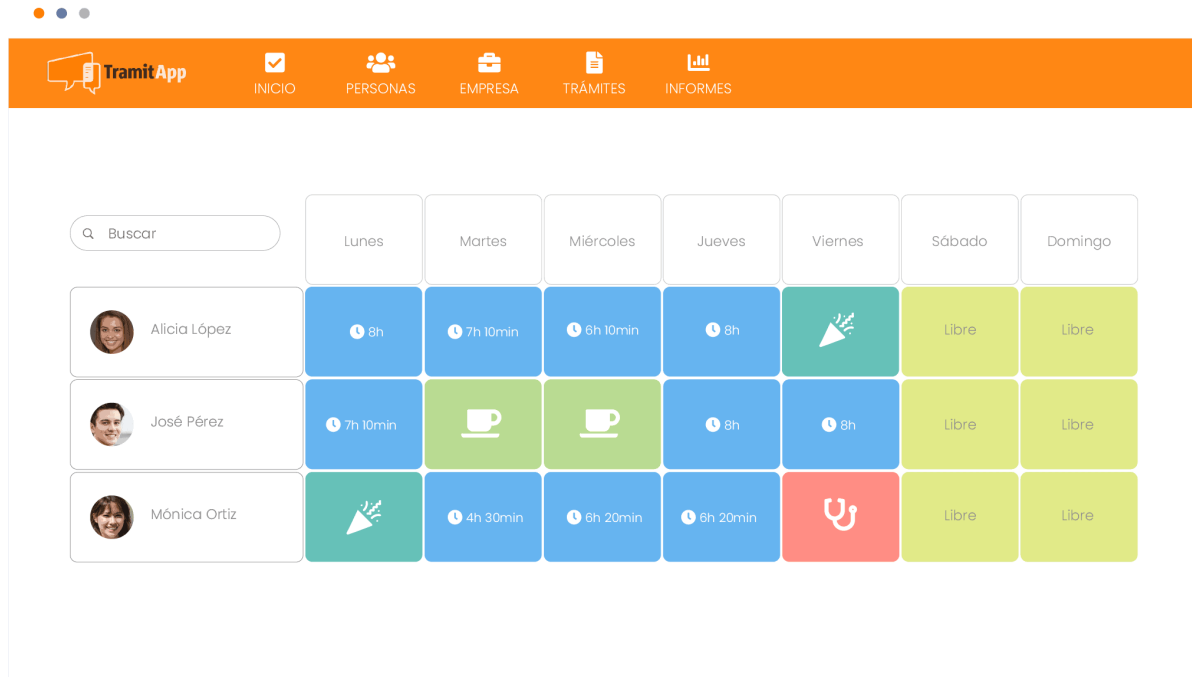 TramitApp
INICIO PERSONAS EMPRESA TRÁMITES INFORMES
Buscar Lunes Martes Miércoles Jueves Viernes Sábado Domingo
Alicia López 8h 7h 10min 6h 10min 8h Libre Libre
José Pérez 7h 10min 8h 8h Libre Libre
Mónica Ortiz 4h 30min 6h 20min 6h 20min Libre Libre